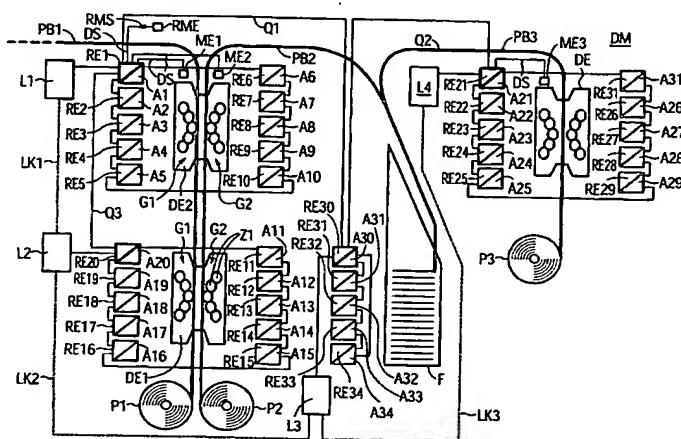 RMS RME Q1
PB1 DS ME1 PB2 Q2 PB3 ME3 DM
RE1 DS ME2 DE
L1 A1 RE6 A6 RE21 DS A31
RE2 A2 RE7 L4 A21 RE31
A3 A7 RE22 A22 A26
RE3 RE8 A8 RE23 A23 RE26 A27
RE4 A4 RE9 A9 RE24 RE27 A28
LK1 A5 A10 A24 RE28
RE5 RE10 RE25 A25 RE29 A29
G1 G2
Q3 DE2
RE30 A31
L2 G1 G2 Z1 A11 RE31 A30 P3
RE20 A20 RE11 RE32
RE19 A19 RE12 A12
RE18 A18 RE13 A13
RE17 A17 RE14 A14
RE16 A16 RE15 A15 A32
DE1 RE33 A33 F
LK2 RE34 A34 LK3
P1 P2 L3